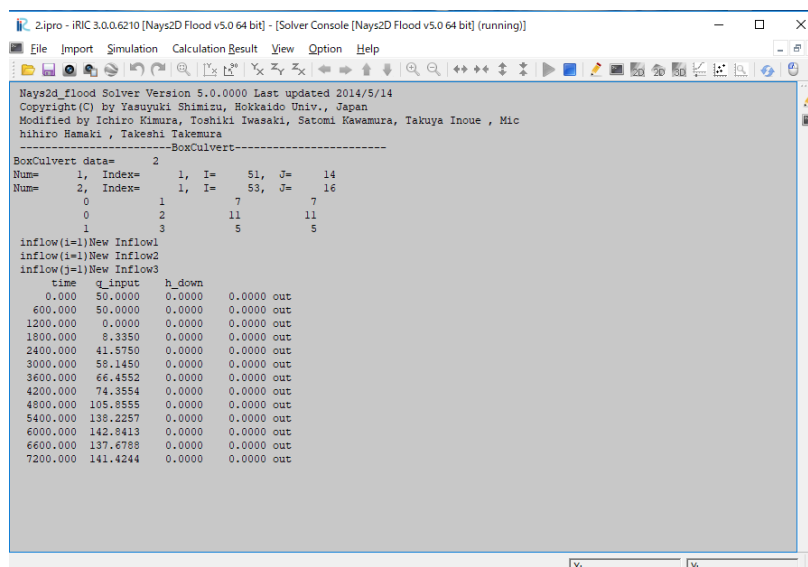 2.ipro - iRIC 3.0.0.6210 [Nays2D Flood v5.0 64 bit] - [Solver Console [Nays2D Flood v5.0 64 bit] (running)]
File Import Simulation Calculation Result View Option Help
Nays2d_flood Solver Version 5.0.0000 Last updated 2014/5/14
Copyright(C) by Yasuyuki Shimizu, Hokkaido Univ., Japan
Modified by Ichiro Kimura, Toshiki Iwasaki, Satomi Kawamura, Takuya Inoue , Mic
hihiro Hamaki , Takeshi Takemura
-------------------------BoxCulvert-------------------------
BoxCulvert data= 2
Num= 1, Index= 1, I= 51, J= 14
Num= 2, Index= 1, I= 53, J= 16
0 1 7 7
0 2 11 11
1 3 5 5
inflow(i=1)New Inflow1
inflow(i=1)New Inflow2
inflow(j=1)New Inflow3
time q_input h_down
0.000 50.0000 0.0000 0.0000 out
600.000 50.0000 0.0000 0.0000 out
1200.000 0.0000 0.0000 0.0000 out
1800.000 8.3350 0.0000 0.0000 out
2400.000 41.5750 0.0000 0.0000 out
3000.000 58.1450 0.0000 0.0000 out
3600.000 66.4552 0.0000 0.0000 out
4200.000 74.3554 0.0000 0.0000 out
4800.000 105.8555 0.0000 0.0000 out
5400.000 138.2257 0.0000 0.0000 out
6000.000 142.8413 0.0000 0.0000 out
6600.000 137.6788 0.0000 0.0000 out
7200.000 141.4244 0.0000 0.0000 out